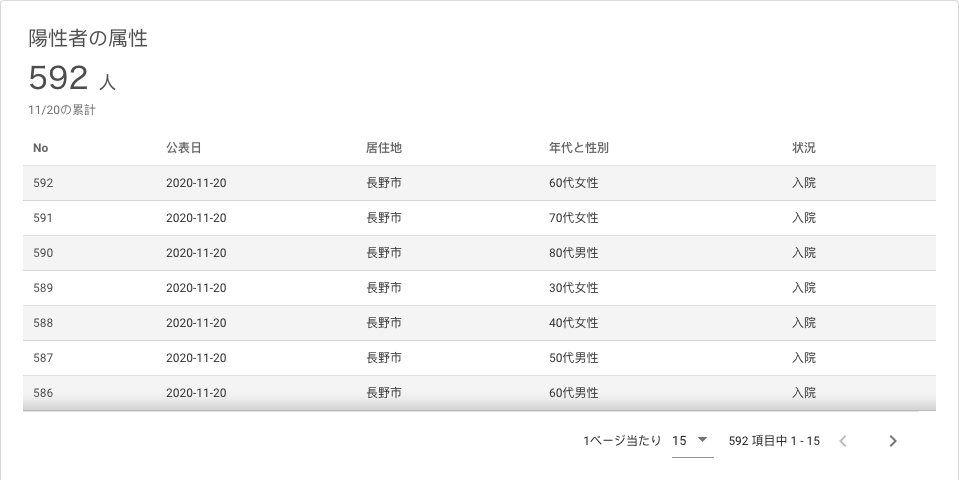 陽性者の属性
592 人
11/20の累計
No 公表日 居住地 年代と性別 状況
592 2020-11-20 長野市 60代女性 入院
591 2020-11-20 長野市 70代女性 入院
590 2020-11-20 長野市 80代男性 入院
589 2020-11-20 長野市 30代女性 入院
588 2020-11-20 長野市 40代女性 入院
587 2020-11-20 長野市 50代男性 入院
586 2020-11-20 長野市 60代男性 入院
1ページ当たり 15 592 項目中 1 - 15